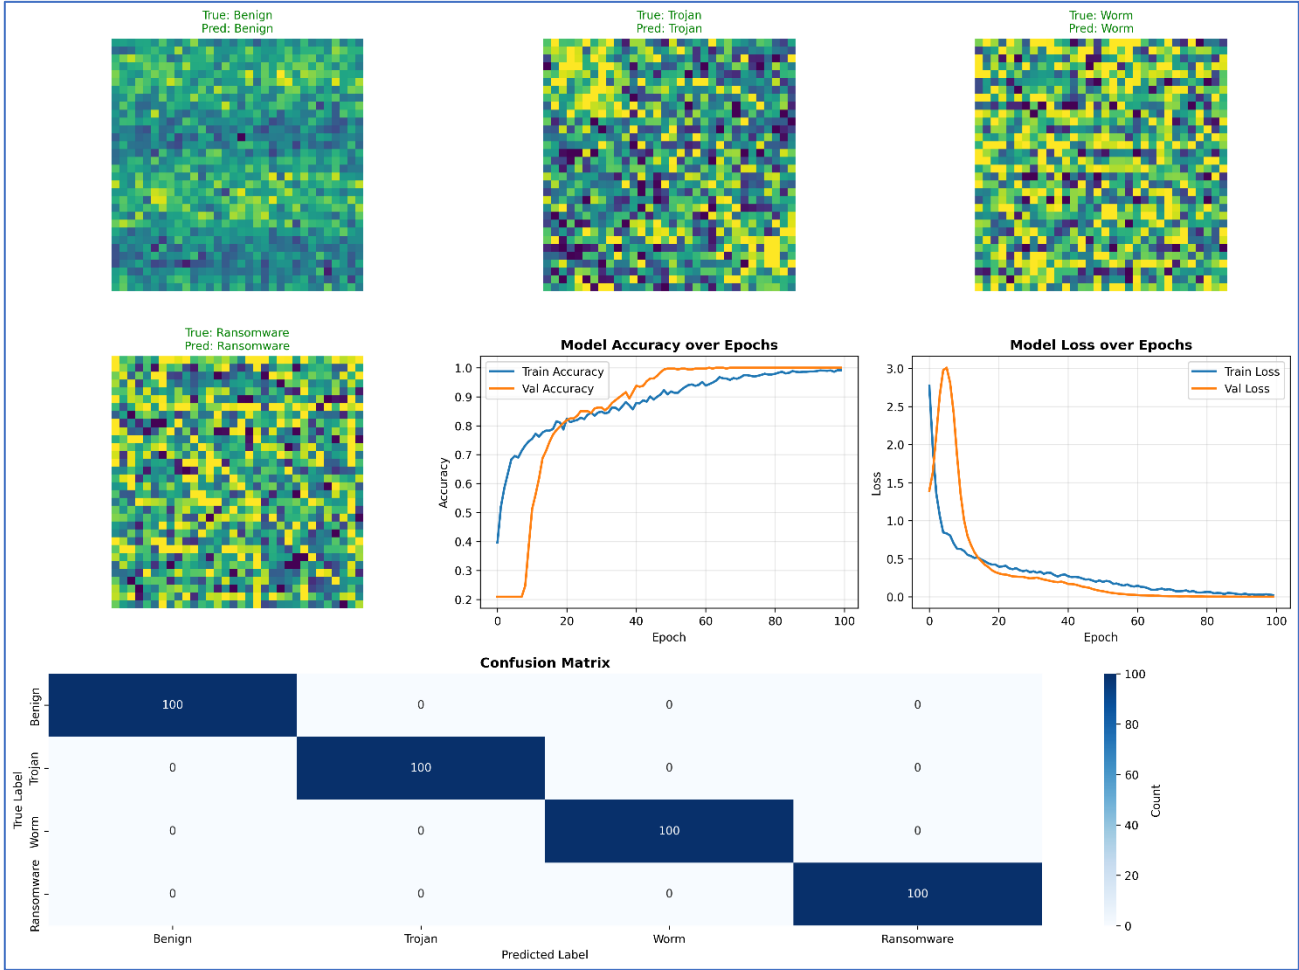 True: Benign
Pred: Benign
True: Trojan
Pred: Trojan
True: Worm
Pred: Worm
True: Ransomware
Pred: Ransomware
Model Accuracy over Epochs
Train Accuracy
Val Accuracy
1.0
0.9
0.8
0.7
0.6
0.5
0.4
0.3
0.2
Accuracy
0 20 40 60 80 100
Epoch
Model Loss over Epochs
Train Loss
Val Loss
3.0
2.5
2.0
1.5
1.0
0.5
0.0
Loss
0 20 40 60 80 100
Epoch
Confusion Matrix
True Label
Benign 100 0 0 0
Trojan 0 100 0 0
Worm 0 0 100 0
Ransomware 0 0 0 100
Benign Trojan Worm Ransomware
Predicted Label
100
80
60
40
20
0
Count